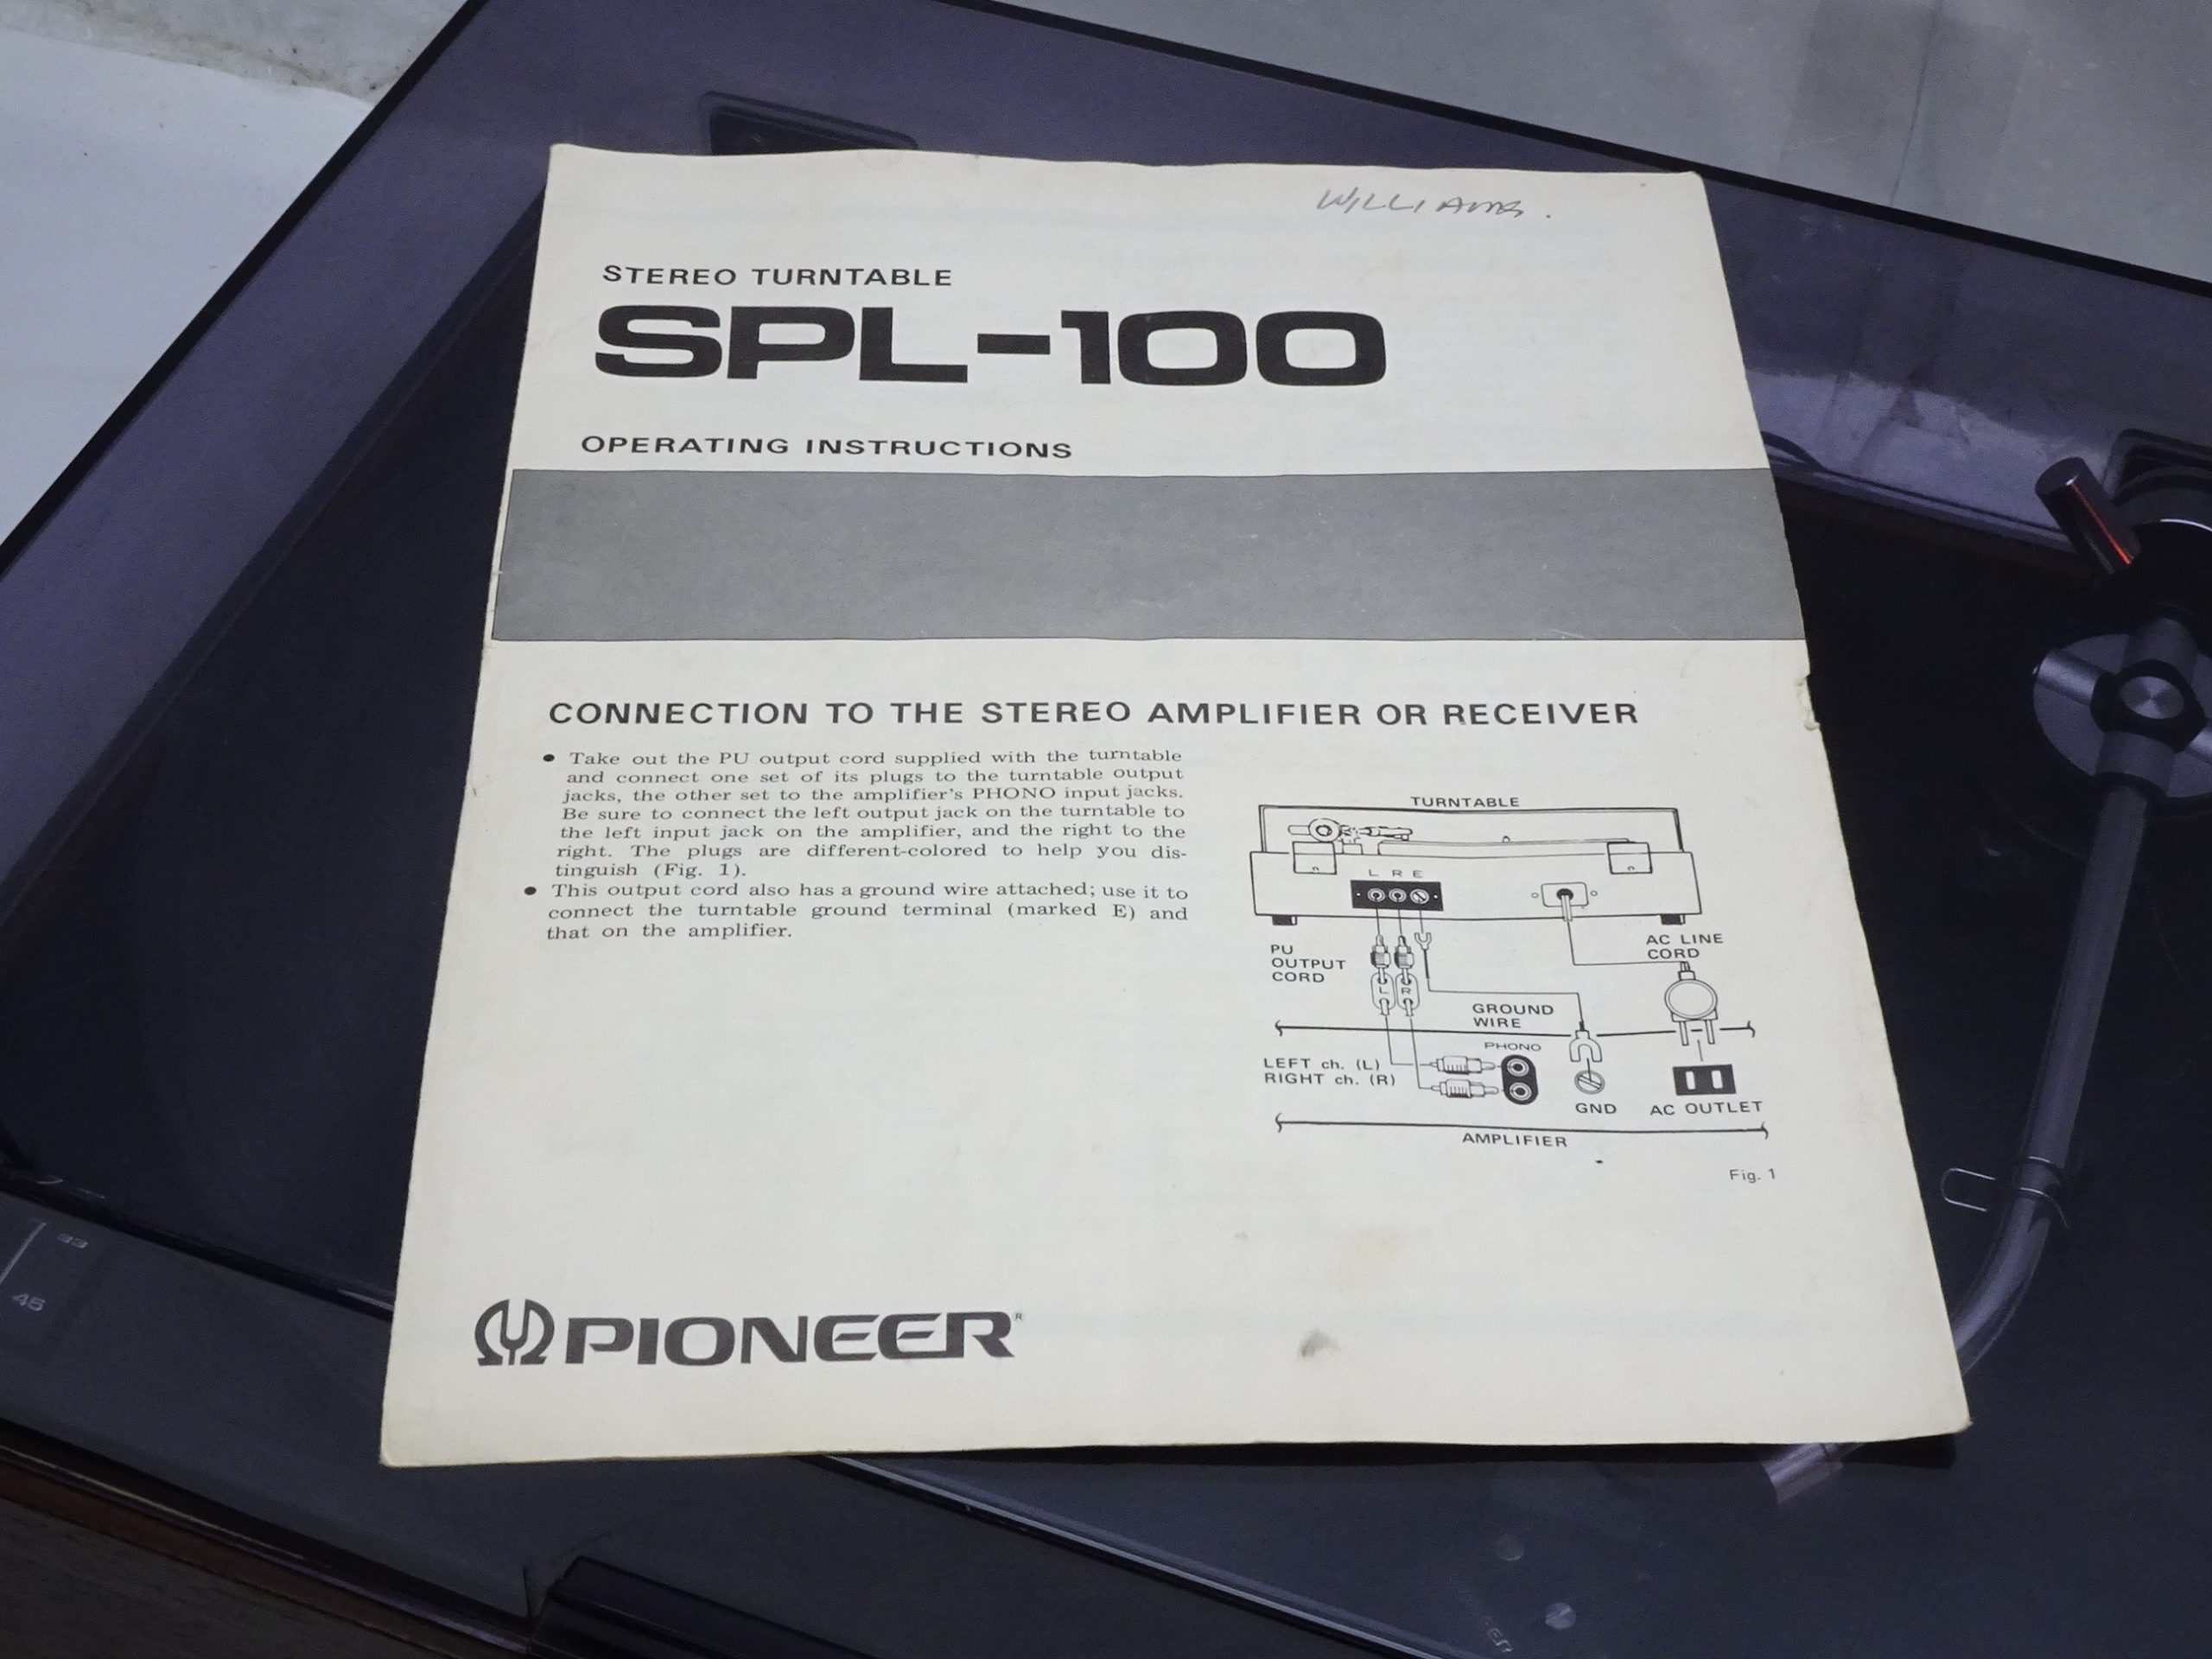 WILLIAMS.
STEREO TURNTABLE
SPL-100
OPERATING INSTRUCTIONS
CONNECTION TO THE STEREO AMPLIFIER OR RECEIVER
● Take out the PU output cord supplied with the turntable
and connect one set of its plugs to the turntable output
jacks, the other set to the amplifier's PHONO input jacks.
Be sure to connect the left output jack on the turntable to
the left input jack on the amplifier, and the right to the
right. The plugs are different-colored to help you dis-
tinguish (Fig. 1).
● This output cord also has a ground wire attached; use it to
connect the turntable ground terminal (marked E) and
that on the amplifier.
TURNTABLE
L R E
PU
OUTPUT
CORD
L R
AC LINE
CORD
GROUND
WIRE
PHONO
LEFT ch. (L)
RIGHT ch. (R)
GND
AC OUTLET
AMPLIFIER
Fig. 1
PIONEER®
33
45